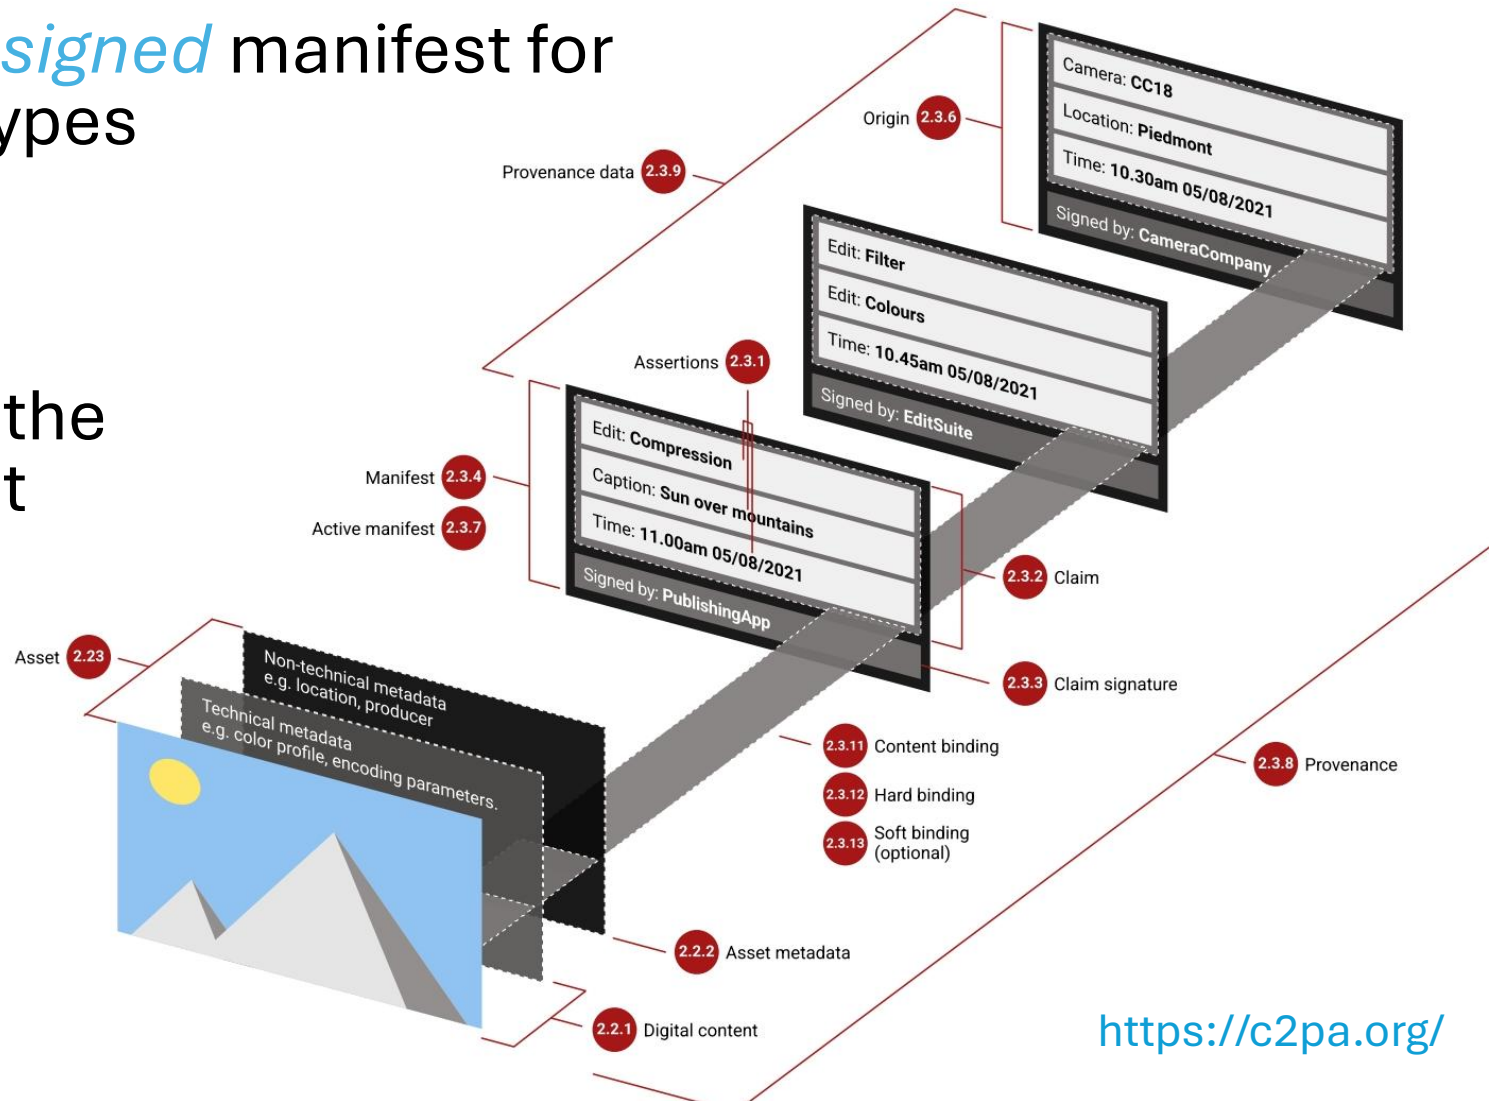 signed manifest for
ypes
the
t
Camera: CC18
Location: Piedmont
Time: 10.30am 05/08/2021
Signed by: CameraCompany
Origin 2.3.6
Provenance data 2.3.9
Edit: Filter
Edit: Colours
Time: 10.45am 05/08/2021
Signed by: EditSuite
Assertions 2.3.1
Edit: Compression
Caption: Sun over mountains
Time: 11.00am 05/08/2021
Signed by: PublishingApp
Manifest 2.3.4
Active manifest 2.3.7
2.3.2 Claim
2.3.3 Claim signature
Asset 2.23
Non-technical metadata
e.g. location, producer
Technical metadata
e.g. color profile, encoding parameters.
2.3.11 Content binding
2.3.12 Hard binding
2.3.13 Soft binding
(optional)
2.3.8 Provenance
2.2.2 Asset metadata
2.2.1 Digital content
https://c2pa.org/